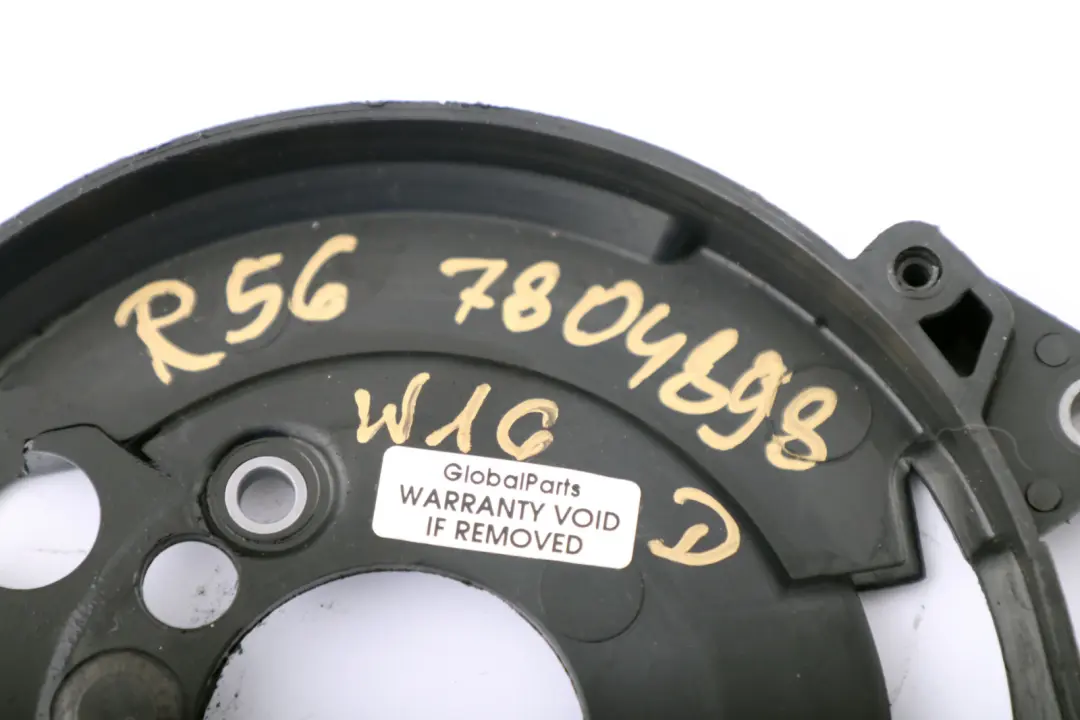 R56 7804898
W16
GlobalParts
WARRANTY VOID
IF REMOVED
D